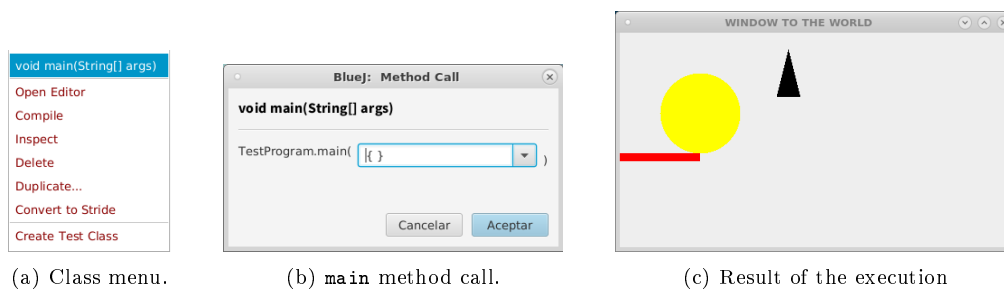 void main(String[] args)
Open Editor
Compile
Inspect
Delete
Duplicate...
Convert to Stride
Create Test Class
(a) Class menu.
BlueJ: Method Call
void main(String[] args)
TestProgram.main( { } )
Cancelar Aceptar
(b) main method call.
WINDOW TO THE WORLD
(c) Result of the execution